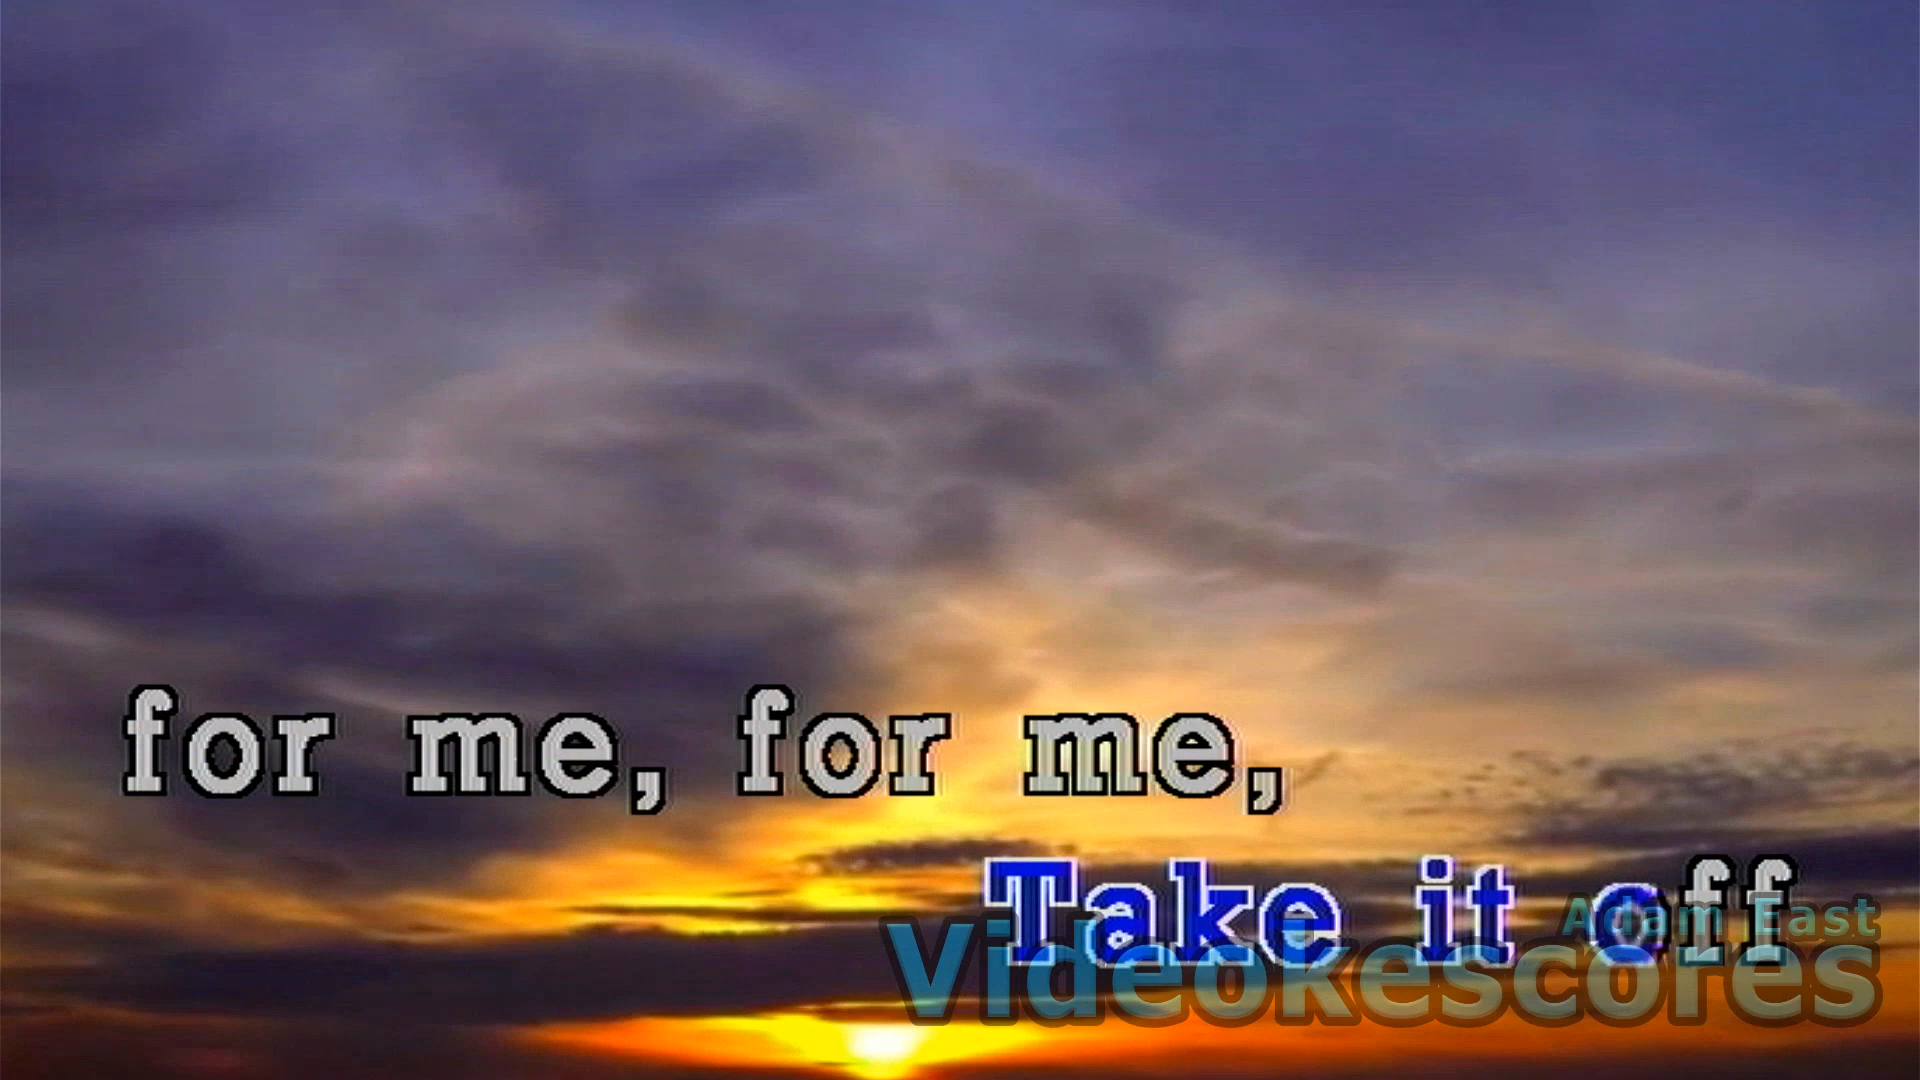 for me, for me,
Take it off
Adam East
Videokescores